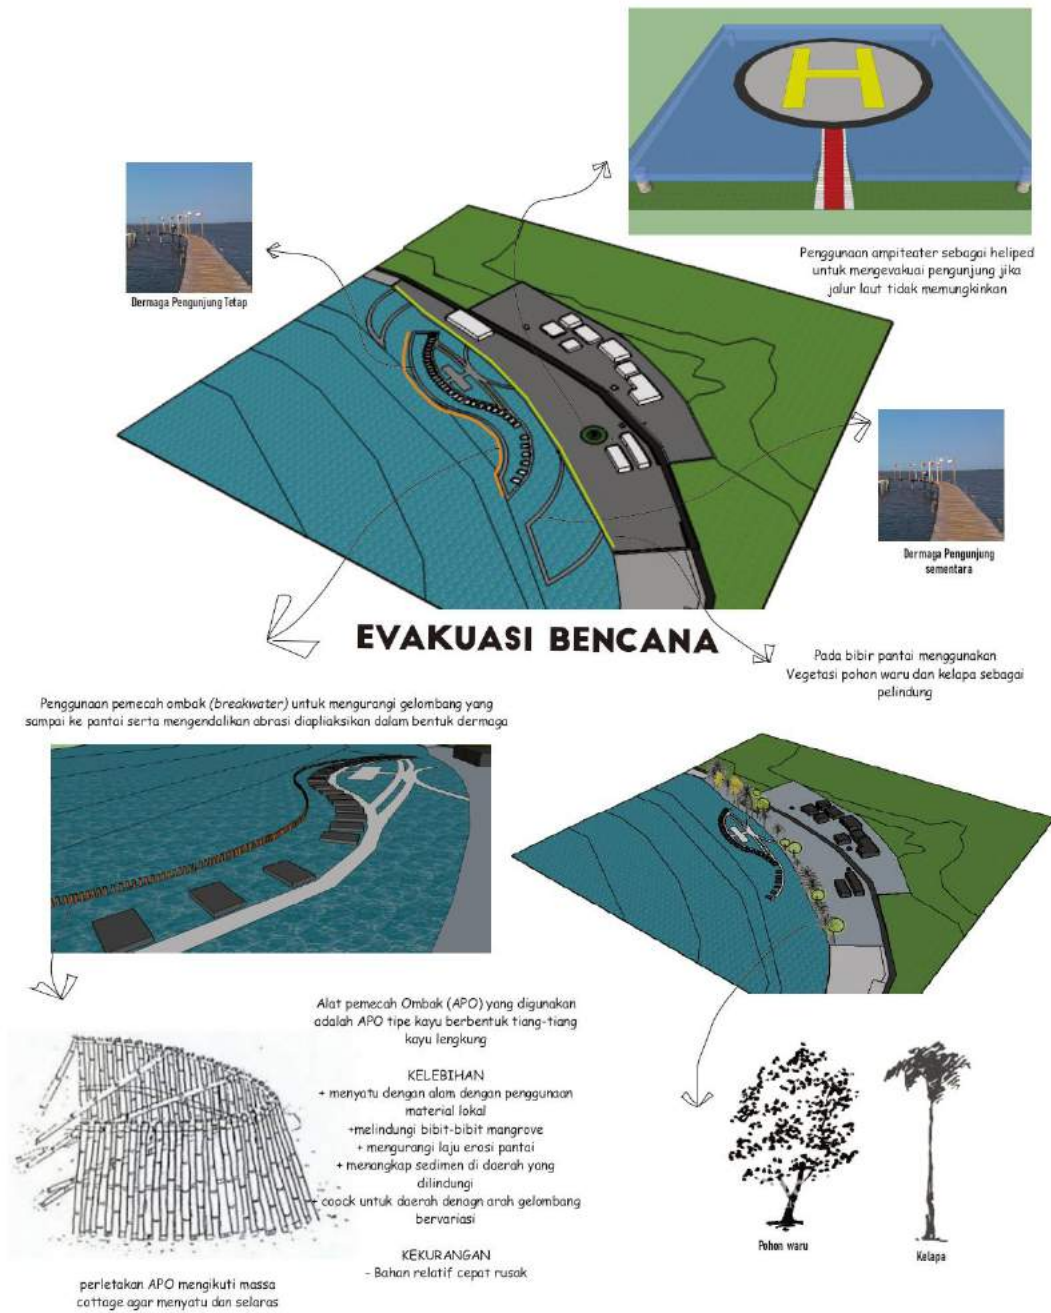 H
Penggunaan ampiteater sebagai heliped
untuk mengevakuai pengunjung jika
jalur laut tidak memungkinkan
Dermaga Pengunjung Tetap
Dermaga Pengunjung
sementara
EVAKUASI BENCANA
Pada bibir pantai menggunakan
Vegetasi pohon waru dan kelapa sebagai
pelindung
Penggunaan pemecah ombak (breakwater) untuk mengurangi gelombang yang
sampai ke pantai serta mengendalikan abrasi diapliaksikan dalam bentuk dermaga
Alat pemecah Ombak (APO) yang digunakan
adalah APO tipe kayu berbentuk tiang-tiang
kayu lengkung
KELEBIHAN
+ menyatu dengan alam dengan penggunaan
material lokal
+melindungi bibit-bibit mangrove
+ mengurangi laju erosi pantai
+ menangkap sedimen di daerah yang
dilindungi
+ coock untuk daerah denagn arah gelombang
bervariasi
KEKURANGAN
- Bahan relatif cepat rusak
perletakan APO mengikuti massa
cottage agar menyatu dan selaras
Pohon waru
Kelapa